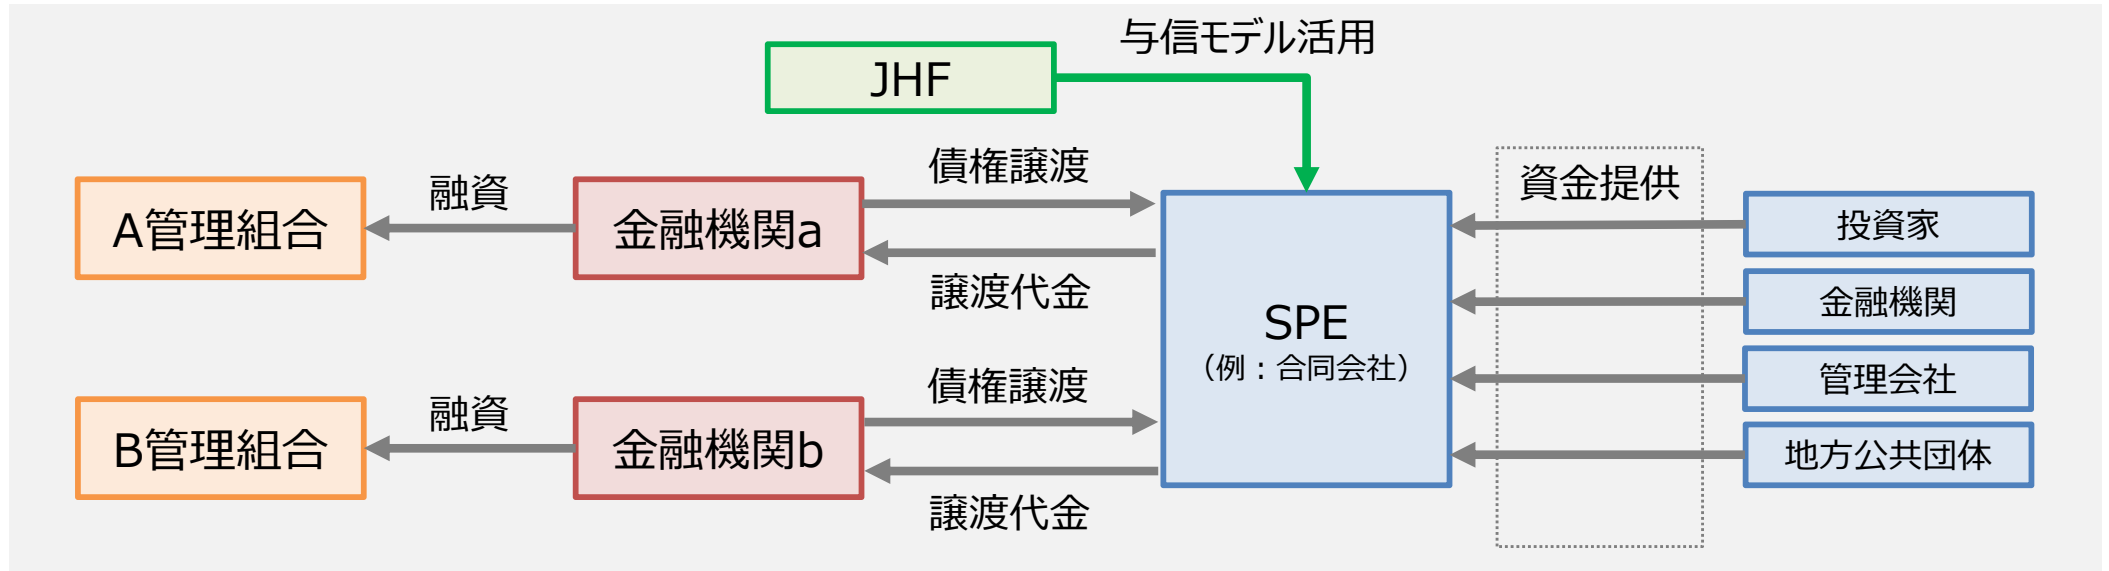 与信モデル活用
JHF
債権譲渡
融資
資金提供
A管理組合
金融機関a
投資家
譲渡代金
金融機関
SPE
（例：合同会社）
管理会社
債権譲渡
融資
B管理組合
金融機関b
地方公共団体
譲渡代金